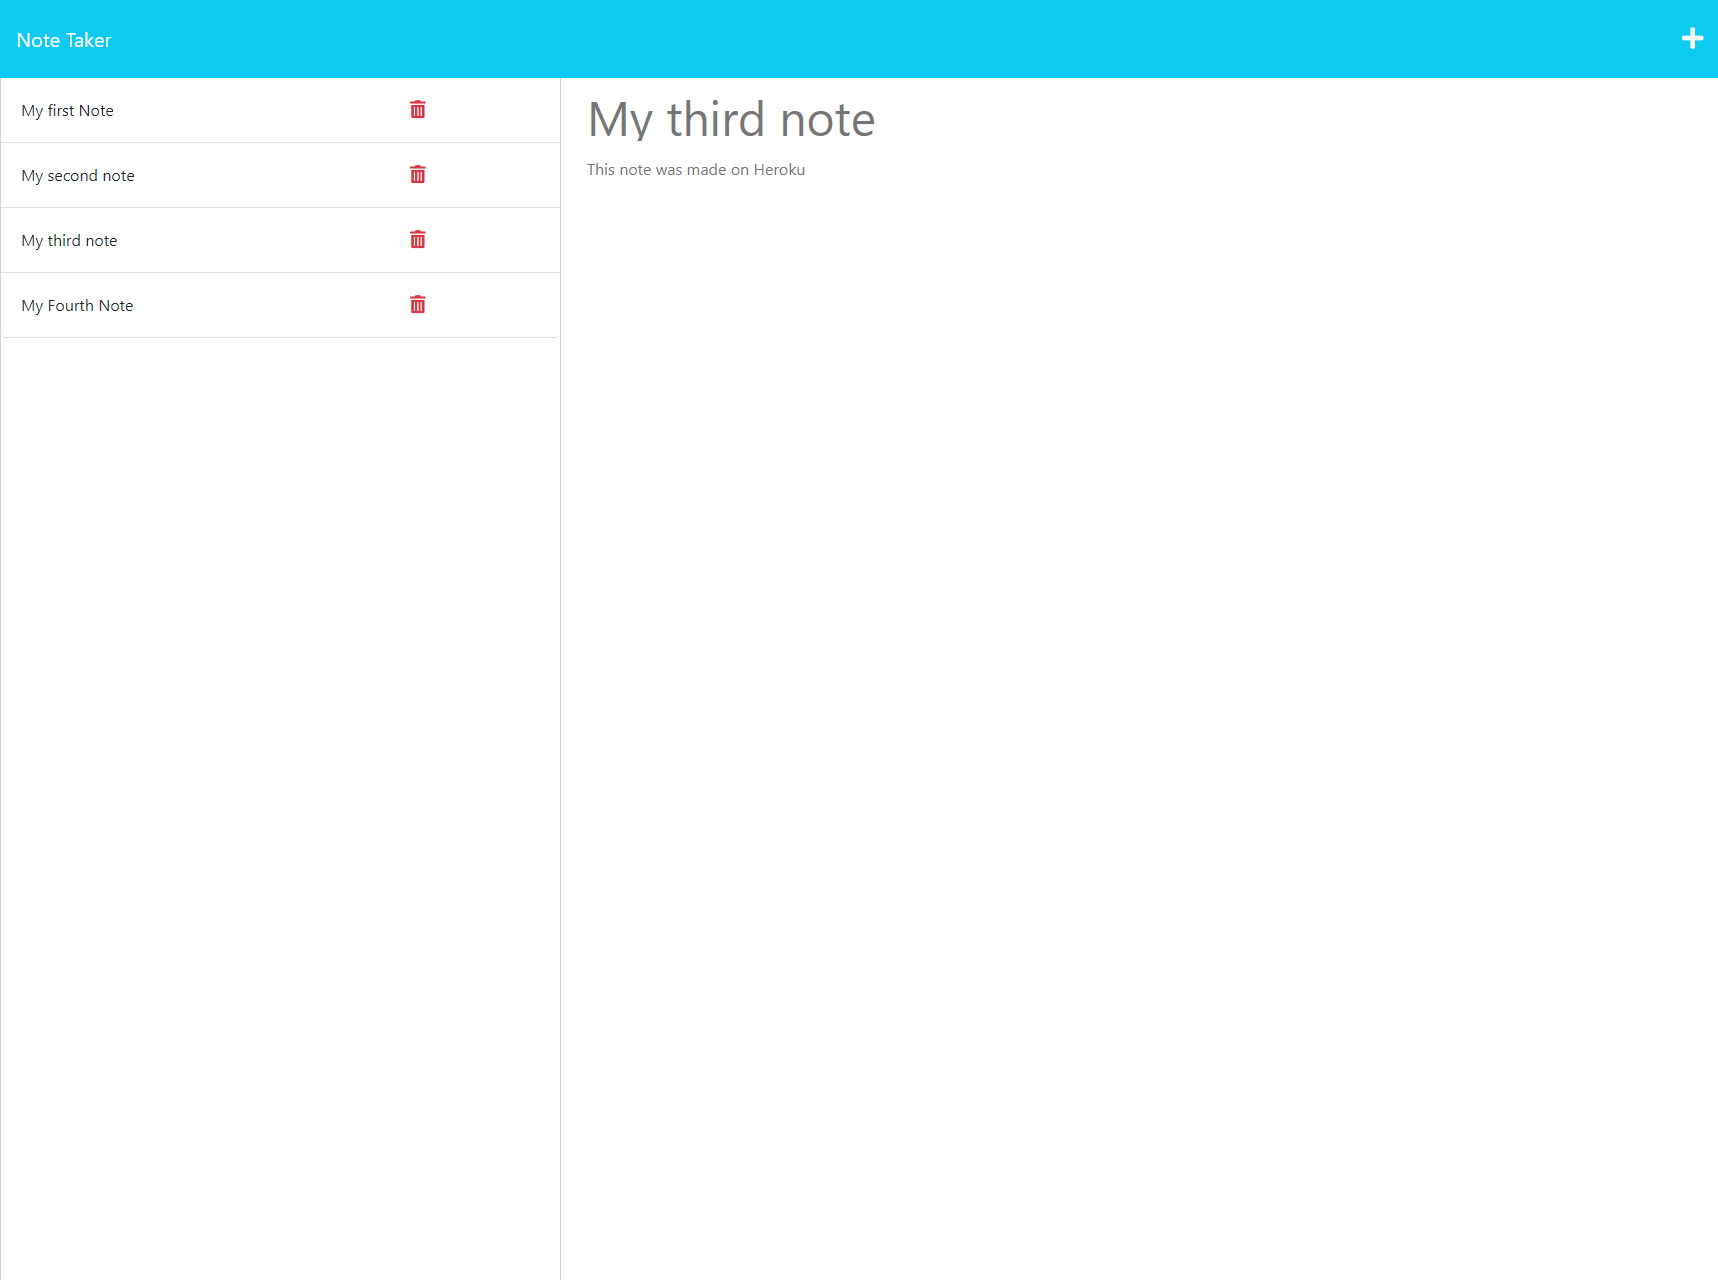 Note Taker
My first Note
My second note
My third note
My Fourth Note
My third note
This note was made on Heroku